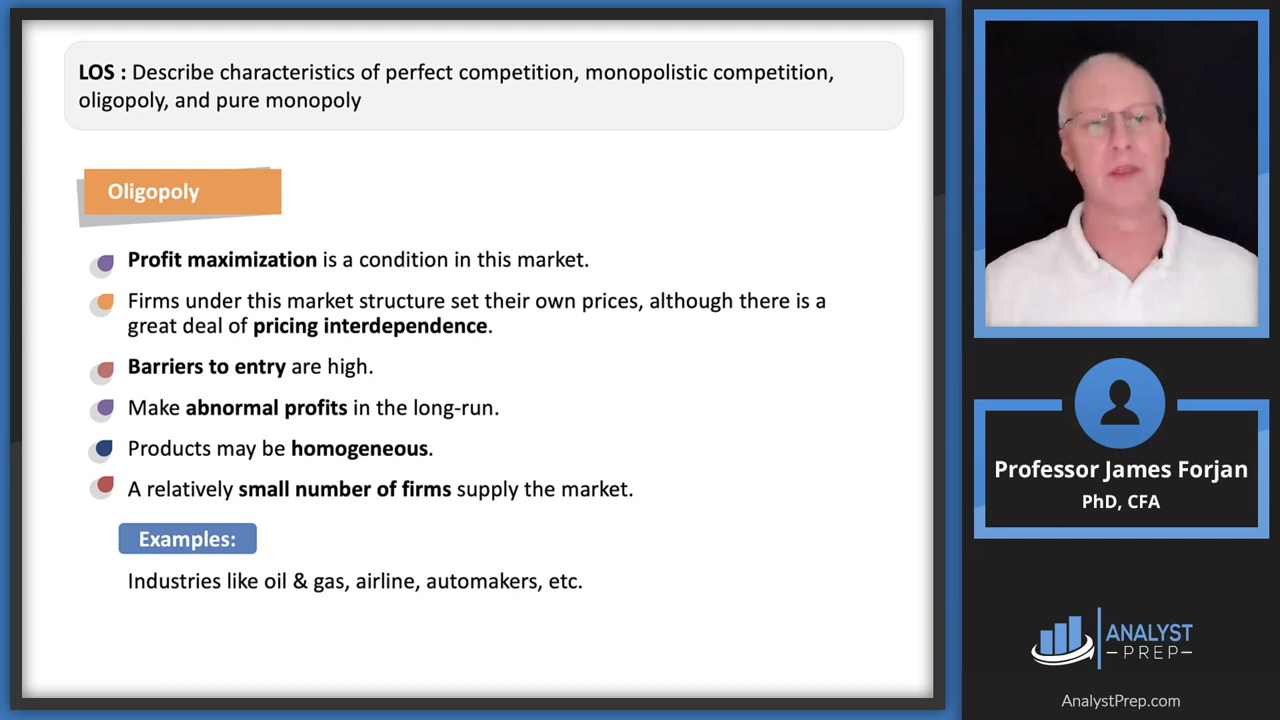 LOS : Describe characteristics of perfect competition, monopolistic competition,
oligopoly, and pure monopoly
Oligopoly
Profit maximization is a condition in this market.
Firms under this market structure set their own prices, although there is a
great deal of pricing interdependence.
Barriers to entry are high.
Make abnormal profits in the long-run.
Products may be homogeneous.
A relatively small number of firms supply the market.
Examples:
Industries like oil & gas, airline, automakers, etc.
Professor James Forjan
PhD, CFA
ANALYST
PREP
AnalystPrep.com